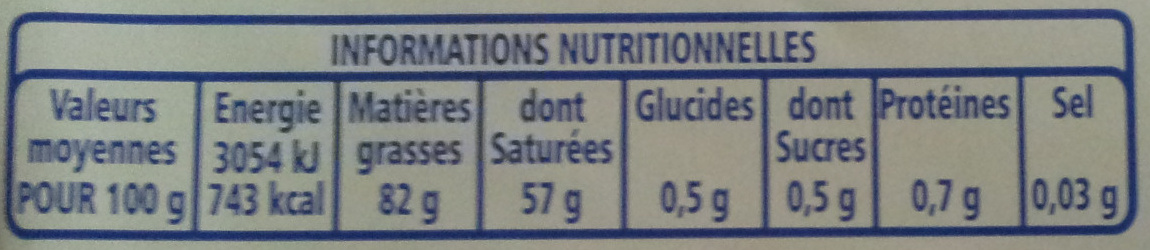 INFORMATIONS NUTRITIONNELLES
Valeurs moyennes POUR 100 g
Energie 3054 kJ 743 kcal
Matières grasses 82 g
dont Saturées 57 g
Glucides 0,5 g
dont Sucres 0,5 g
Protéines 0,7 g
Sel 0,03 g